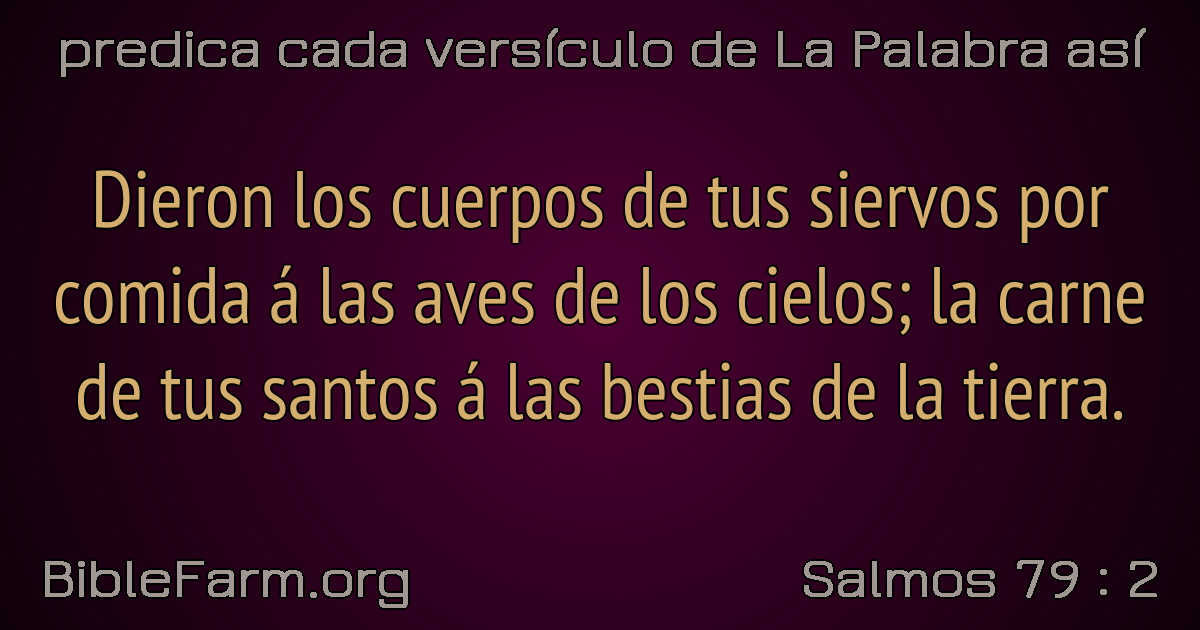 predica cada versículo de La Palabra así
Dieron los cuerpos de tus siervos por
comida á las aves de los cielos; la carne
de tus santos á las bestias de la tierra.
BibleFarm.org
Salmos 79 : 2